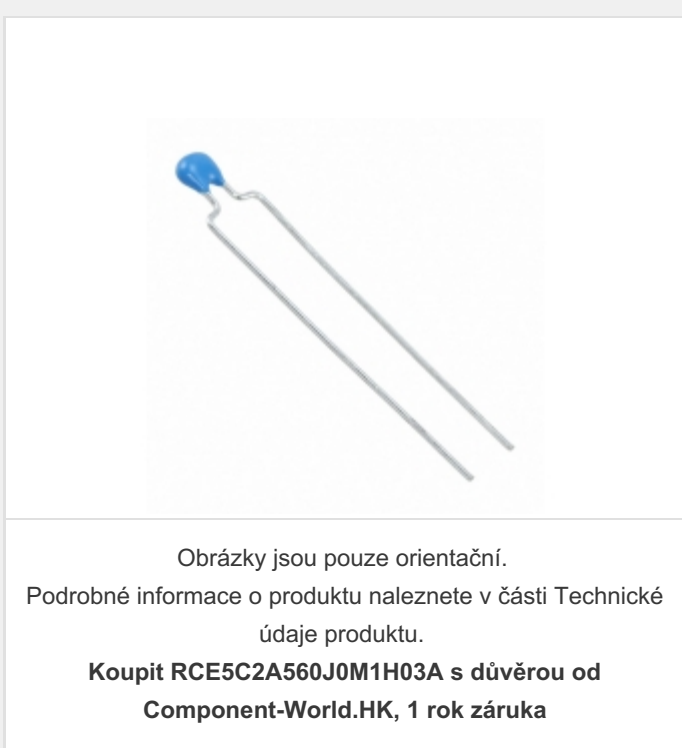 Obrázky jsou pouze orientační.
Podrobné informace o produktu naleznete v části Technické
údaje produktu.
Koupit RCE5C2A560J0M1H03A s důvěrou od
Component-World.HK, 1 rok záruka